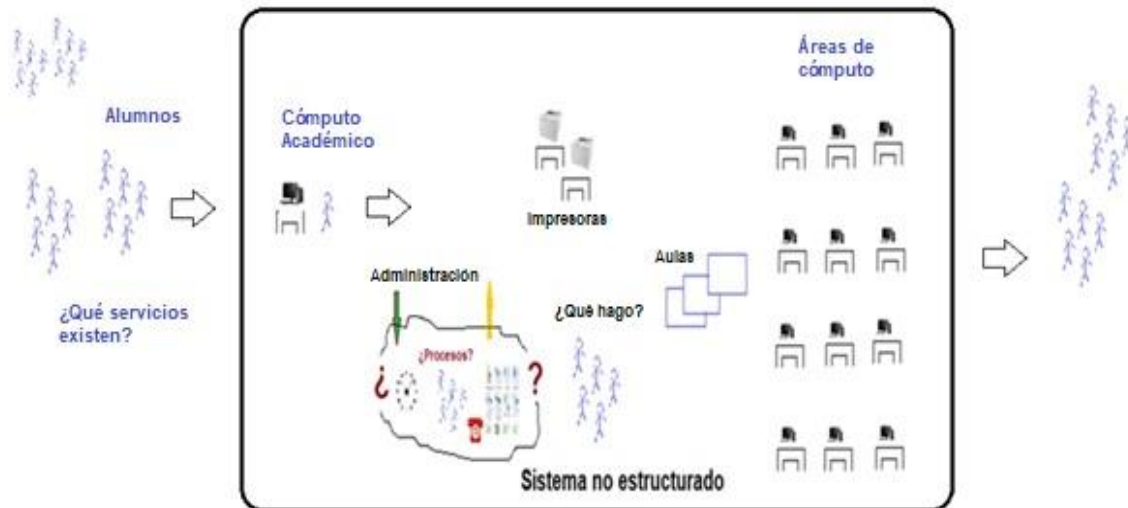 Alumnos
¿Qué servicios
existen?
Cómputo
Académico
Impresoras
Administración
¿Procesos?
¿ ?
¿Qué hago?
Aulas
Áreas de
cómputo
Sistema no estructurado